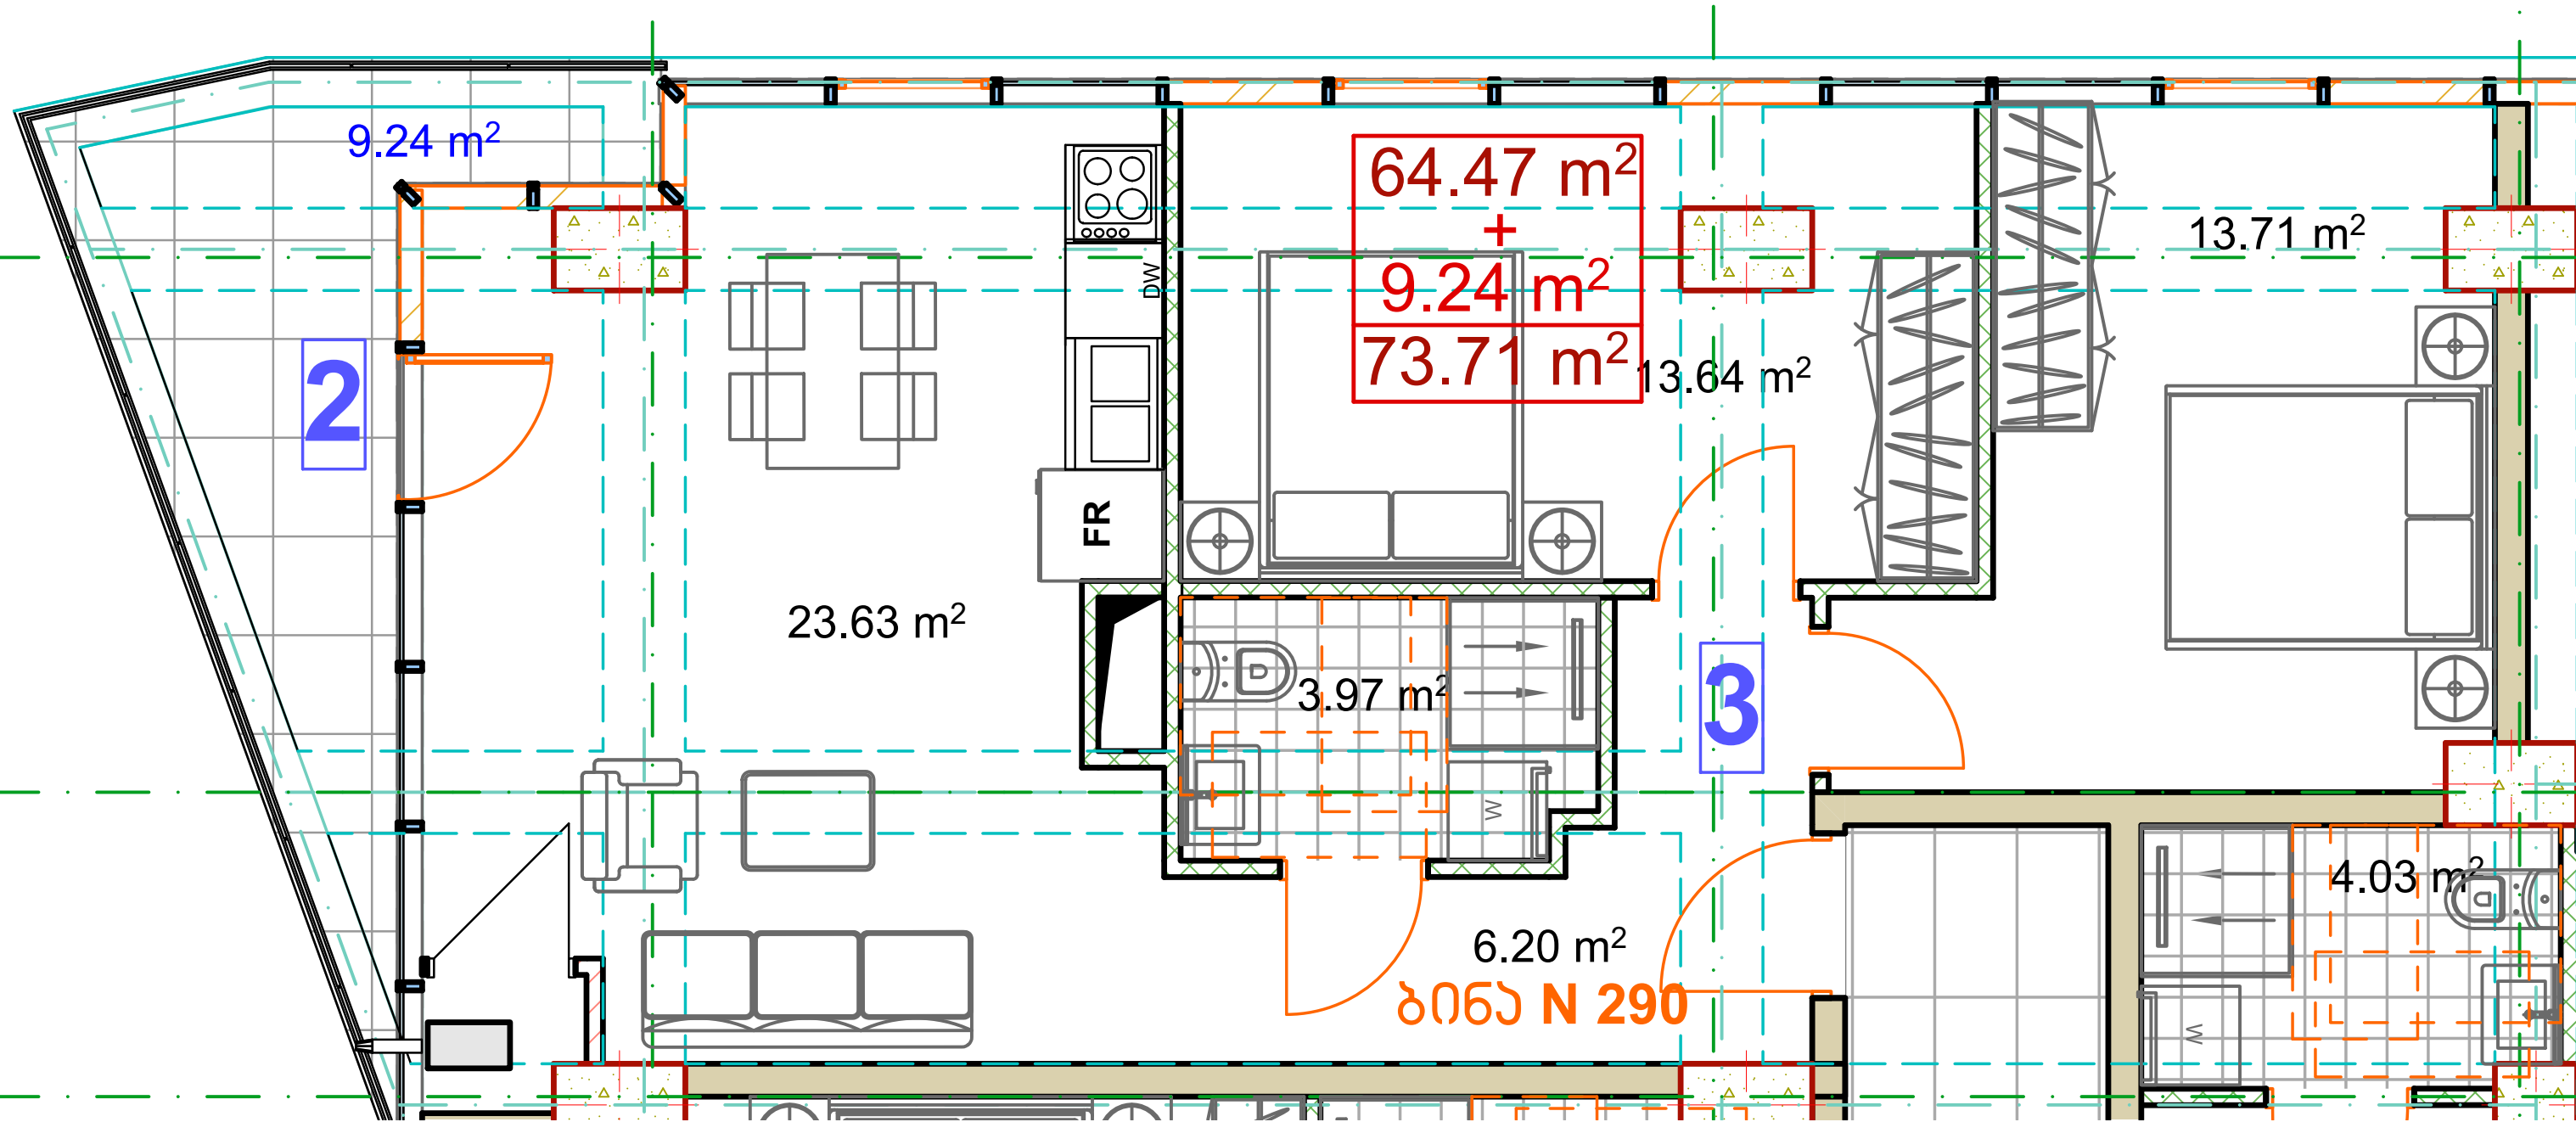 9.24 m²
64.47 m²
+
9.24 m²
73.71 m²
13.71 m²
DW
2
13.64 m²
FR
23.63 m²
3.97 m²
3
W
4.03 m²
6.20 m²
ბინა N 290
W